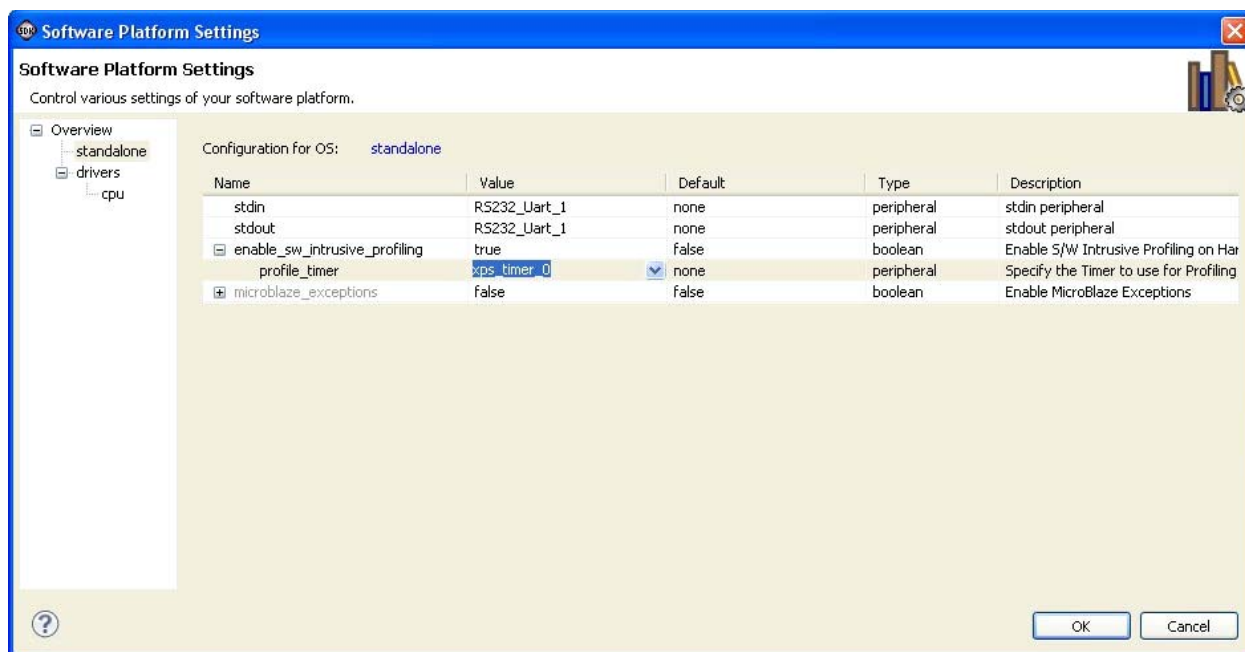 SDK Software Platform Settings
Software Platform Settings
Control various settings of your software platform.
Overview
standalone
drivers
cpu
Configuration for OS: standalone
Name Value Default Type Description
stdin RS232_Uart_1 none peripheral stdin peripheral
stdout RS232_Uart_1 none peripheral stdout peripheral
enable_sw_intrusive_profiling true false boolean Enable S/W Intrusive Profiling on Har
profile_timer xps_timer_0 none peripheral Specify the Timer to use for Profiling
microblaze_exceptions false false boolean Enable MicroBlaze Exceptions
?
OK Cancel